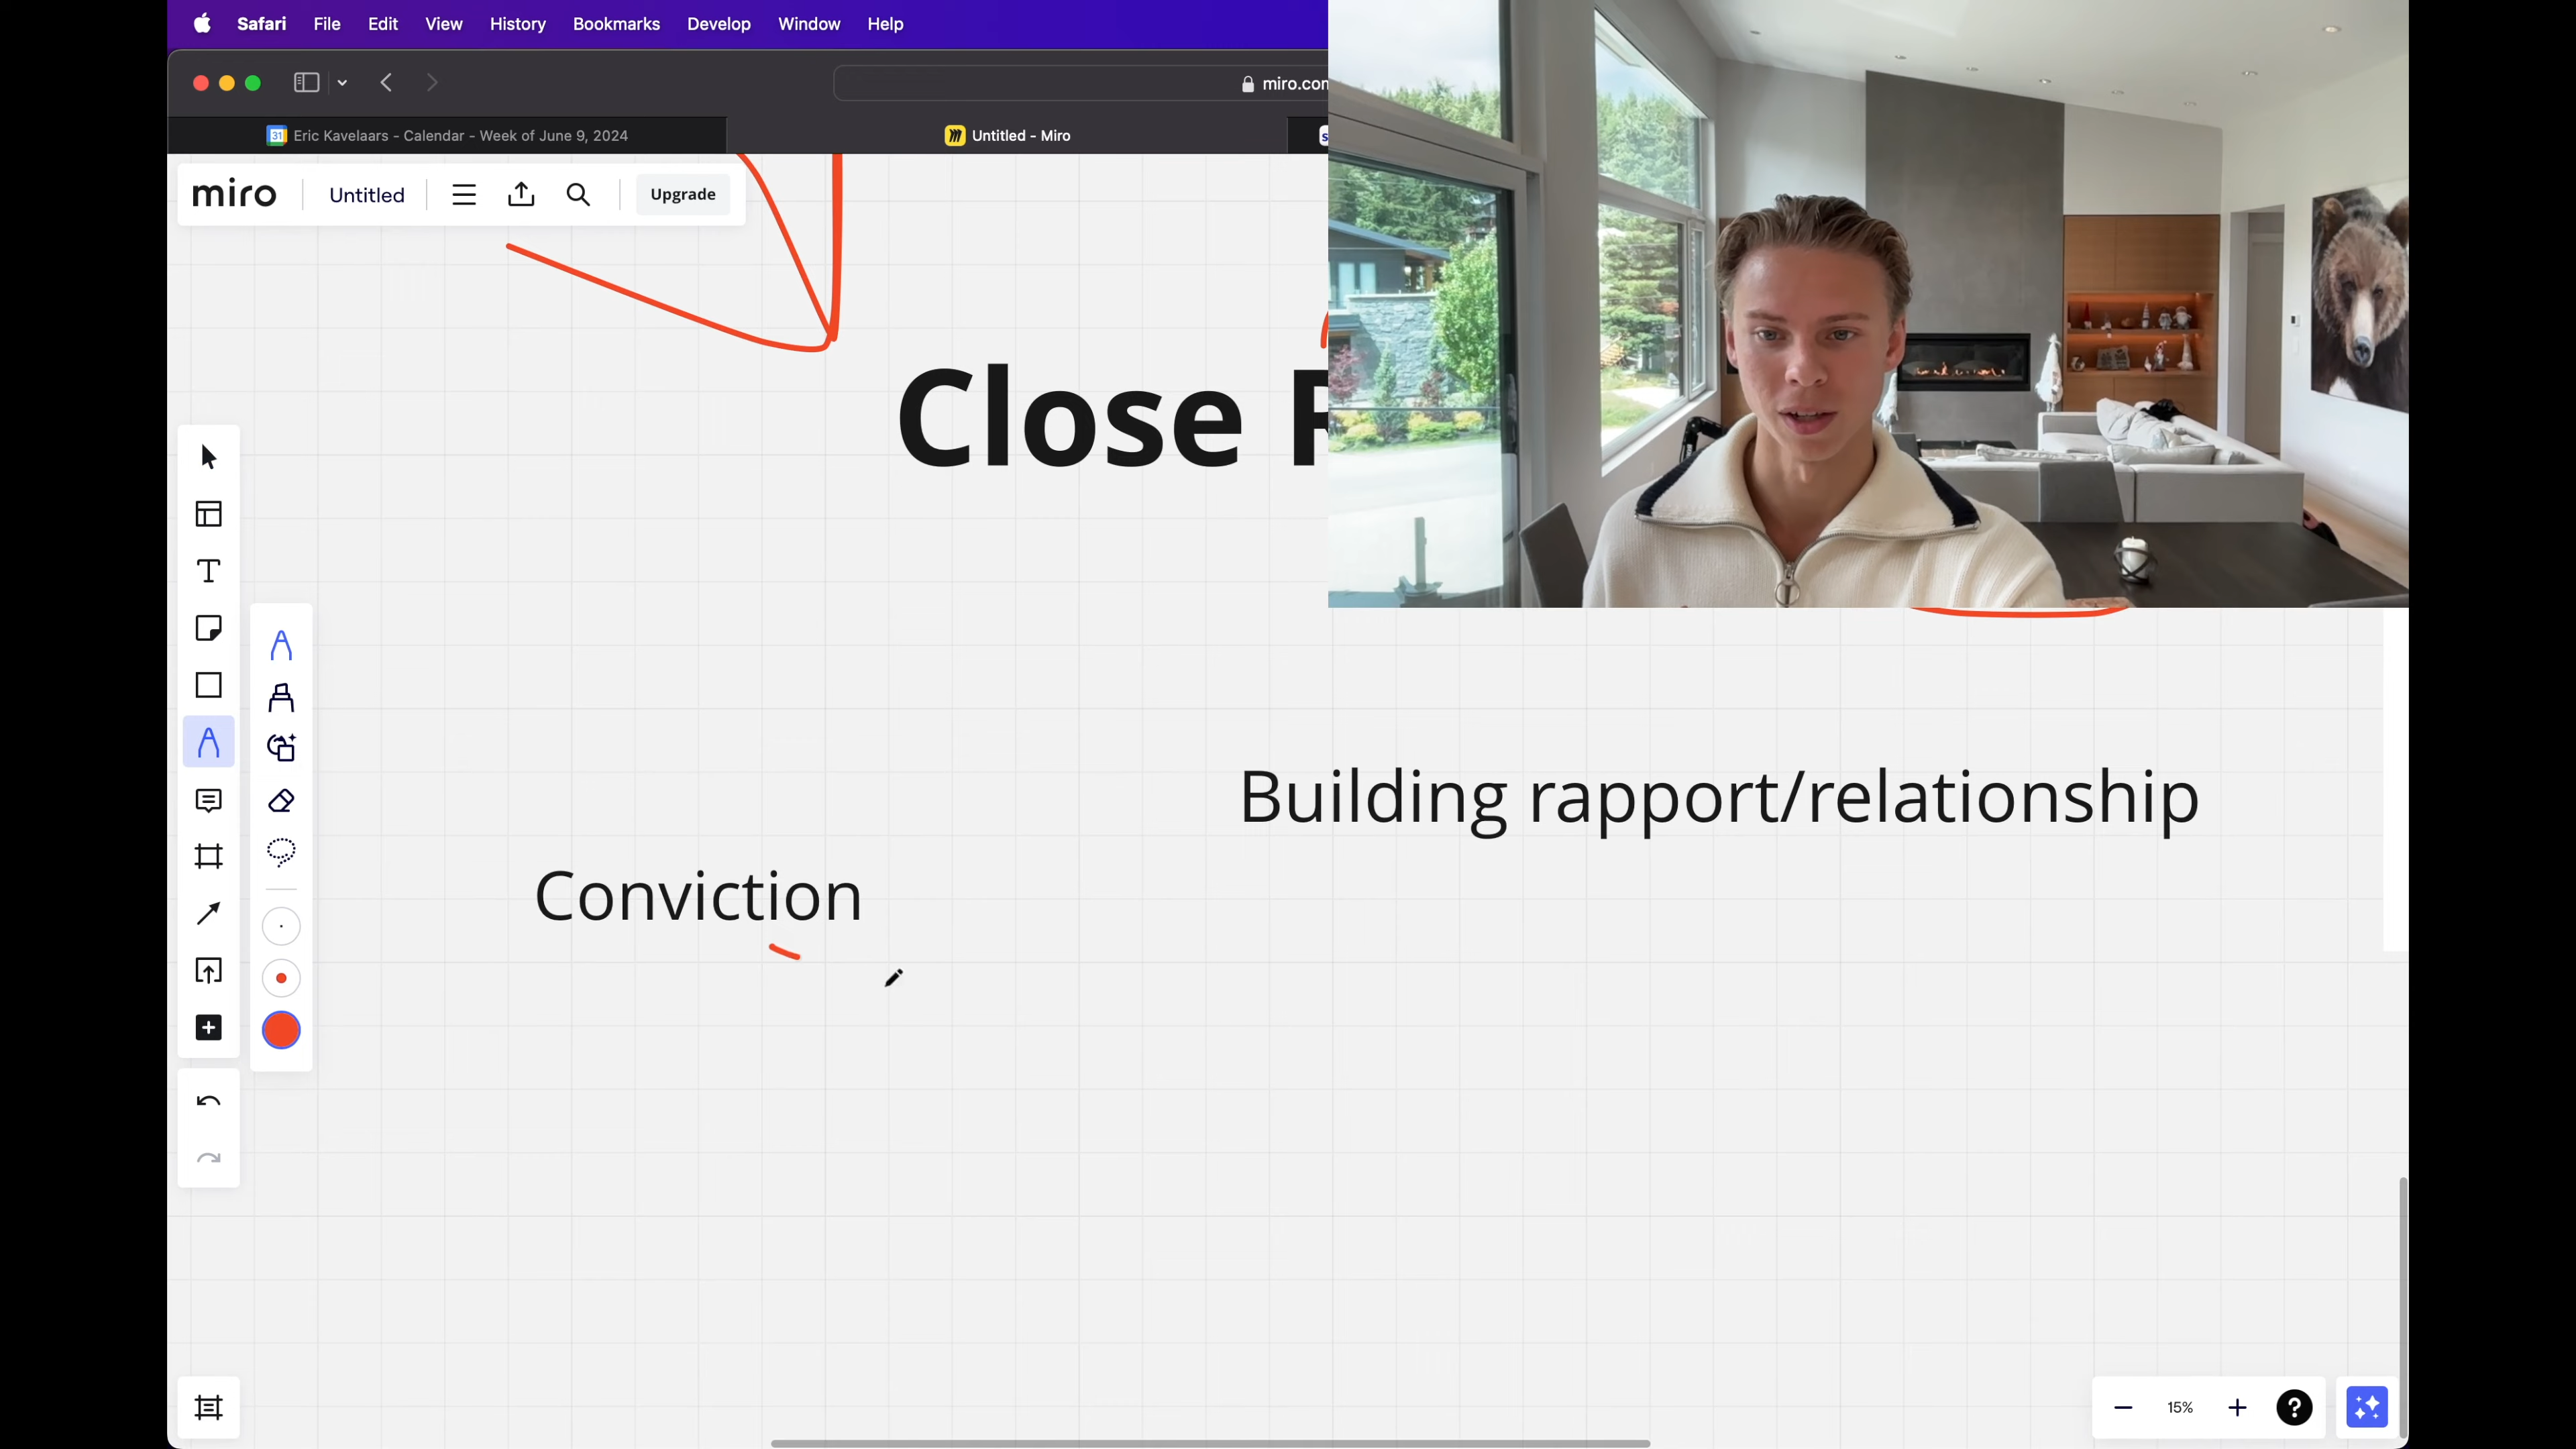 Safari File Edit View History Bookmarks Develop Window Help
miro.com
31 Eric Kavelaars - Calendar - Week of June 9, 2024
Untitled - Miro
miro Untitled Upgrade
Close
Building rapport/relationship
Conviction
15%